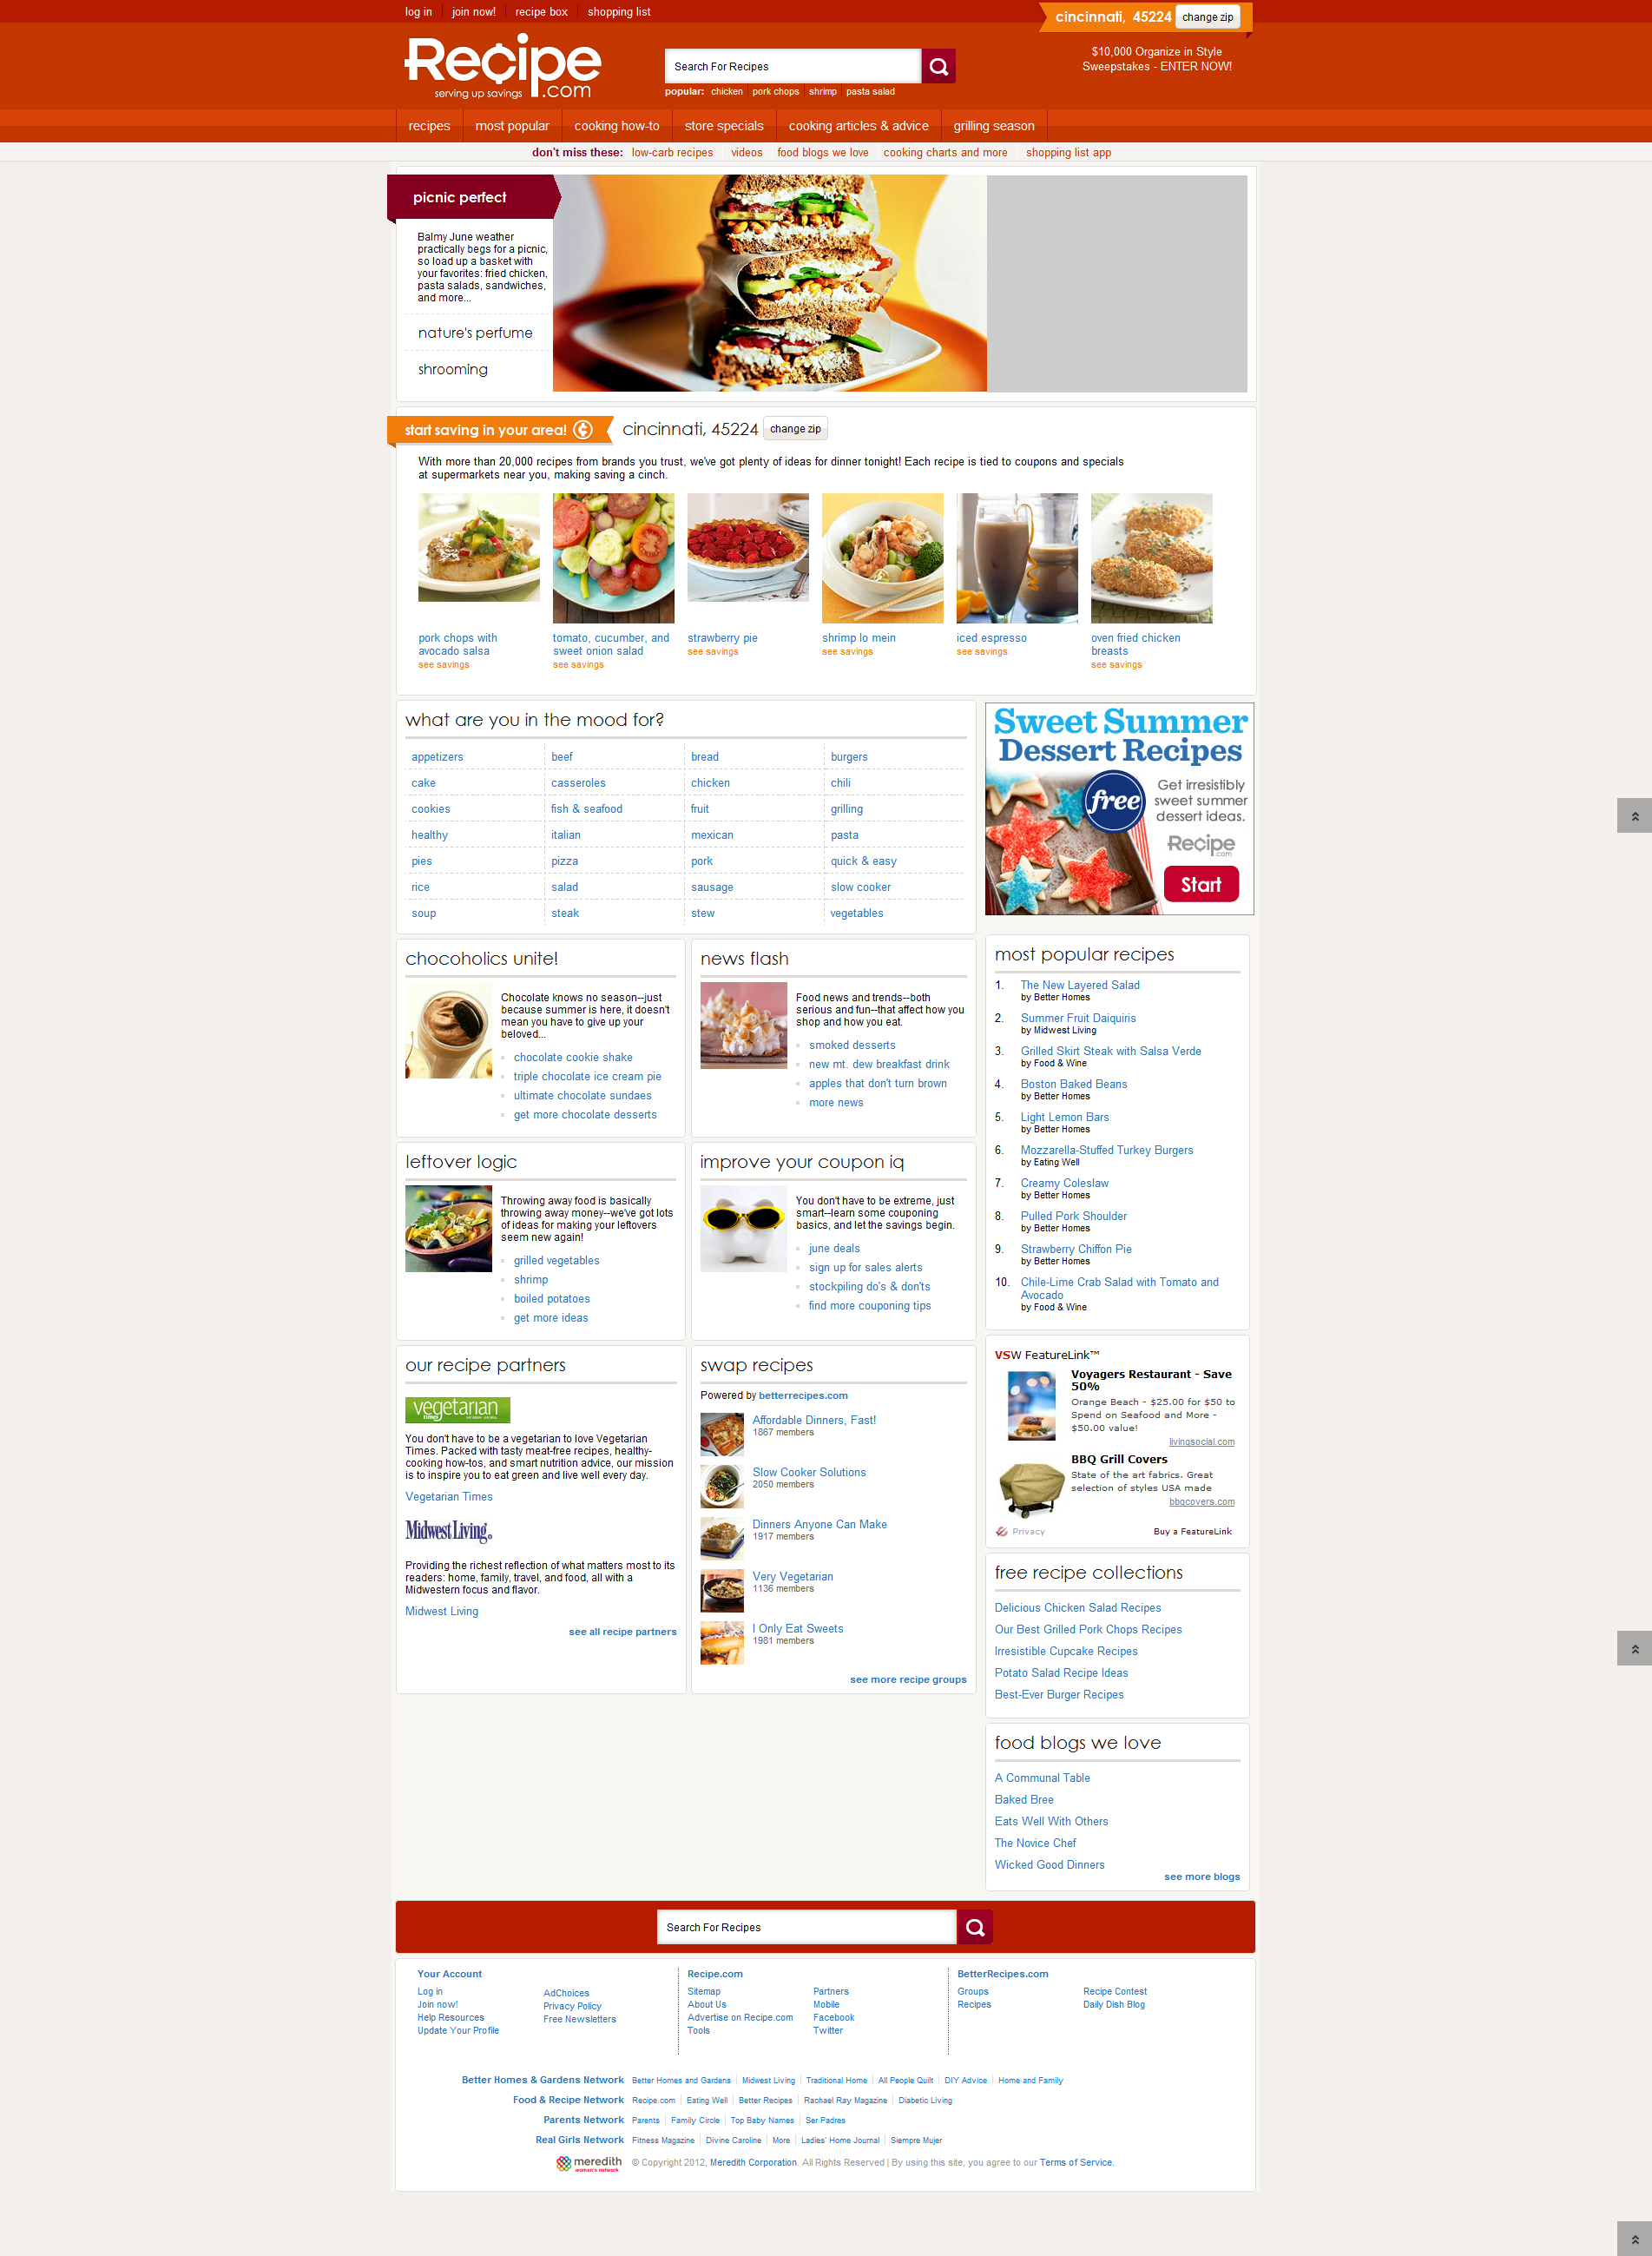 log in join now! recipe box shopping list
cincinnati, 45224 change zip
Recipe.com
serving up savings
Search For Recipes
$10,000 Organize in Style
Sweepstakes - ENTER NOW!
popular: chicken pork chops shrimp pasta salad
recipes most popular cooking how-to store specials cooking articles & advice grilling season
don't miss these: low-carb recipes videos food blogs we love cooking charts and more shopping list app
picnic perfect
Balmy June weather
practically begs for a picnic,
so load up a basket with
your favorites: fried chicken,
pasta salads, sandwiches,
and more...
nature's perfume
shrooming
start saving in your area! cincinnati, 45224 change zip
With more than 20,000 recipes from brands you trust, we've got plenty of ideas for dinner tonight! Each recipe is tied to coupons and specials
at supermarkets near you, making saving a cinch.
pork chops with
avocado salsa
see savings
tomato, cucumber, and
sweet onion salad
see savings
strawberry pie
see savings
shrimp lo mein
see savings
iced espresso
see savings
oven fried chicken
breasts
see savings
what are you in the mood for?
appetizers beef bread burgers
cake casseroles chicken chili
cookies fish & seafood fruit grilling
healthy italian mexican pasta
pies pizza pork quick & easy
rice salad sausage slow cooker
soup steak stew vegetables
Sweet Summer
Dessert Recipes
free
Get irresistibly
sweet summer
dessert ideas.
Recipe.com
Start
chocoholics unite!
Chocolate knows no season--just
because summer is here, it doesn't
mean you have to give up your
beloved...
chocolate cookie shake
triple chocolate ice cream pie
ultimate chocolate sundaes
get more chocolate desserts
news flash
Food news and trends--both
serious and fun--that affect how you
shop and how you eat.
smoked desserts
new mt. dew breakfast drink
apples that don't turn brown
more news
most popular recipes
1. The New Layered Salad
by Better Homes
2. Summer Fruit Daiquiris
by Midwest Living
3. Grilled Skirt Steak with Salsa Verde
by Food & Wine
4. Boston Baked Beans
by Better Homes
5. Light Lemon Bars
by Better Homes
6. Mozzarella-Stuffed Turkey Burgers
by Eating Well
7. Creamy Coleslaw
by Better Homes
8. Pulled Pork Shoulder
by Better Homes
9. Strawberry Chiffon Pie
by Better Homes
10. Chile-Lime Crab Salad with Tomato and
Avocado
by Food & Wine
leftover logic
Throwing away food is basically
throwing away money--we've got lots
of ideas for making your leftovers
seem new again!
grilled vegetables
shrimp
boiled potatoes
get more ideas
improve your coupon iq
You don't have to be extreme, just
smart--learn some couponing
basics, and let the savings begin.
june deals
sign up for sales alerts
stockpiling do's & don'ts
find more couponing tips
VSW FeatureLink™
Voyagers Restaurant - Save
50%
Orange Beach - $25.00 for $50 to
Spend on Seafood and More -
$50.00 value!
livingsocial.com
BBQ Grill Covers
State of the art fabrics. Great
selection of styles USA made
bbqcovers.com
Privacy Buy a FeatureLink
our recipe partners
vegetarian
times
You don't have to be a vegetarian to love Vegetarian
Times. Packed with tasty meat-free recipes, healthy-
cooking how-tos, and smart nutrition advice, our mission
is to inspire you to eat green and live well every day.
Vegetarian Times
Midwest Living®
Providing the richest reflection of what matters most to its
readers: home, family, travel, and food, all with a
Midwestern focus and flavor.
Midwest Living
see all recipe partners
swap recipes
Powered by betterrecipes.com
Affordable Dinners, Fast!
1867 members
Slow Cooker Solutions
2050 members
Dinners Anyone Can Make
1917 members
Very Vegetarian
1136 members
I Only Eat Sweets
1981 members
see more recipe groups
free recipe collections
Delicious Chicken Salad Recipes
Our Best Grilled Pork Chops Recipes
Irresistible Cupcake Recipes
Potato Salad Recipe Ideas
Best-Ever Burger Recipes
food blogs we love
A Communal Table
Baked Bree
Eats Well With Others
The Novice Chef
Wicked Good Dinners
see more blogs
Search For Recipes
Your Account
Log in
Join now!
Help Resources
Update Your Profile
AdChoices
Privacy Policy
Free Newsletters
Recipe.com
Sitemap
About Us
Advertise on Recipe.com
Tools
Partners
Mobile
Facebook
Twitter
BetterRecipes.com
Groups
Recipes
Recipe Contest
Daily Dish Blog
Better Homes & Gardens Network Better Homes and Gardens Midwest Living Traditional Home All People Quilt DIY Advice Home and Family
Food & Recipe Network Recipe.com Eating Well Better Recipes Rachael Ray Magazine Diabetic Living
Parents Network Parents Family Circle Top Baby Names Ser Padres
Real Girls Network Fitness Magazine Divine Caroline More Ladies' Home Journal Siempre Mujer
meredith
women's network
© Copyright 2012, Meredith Corporation. All Rights Reserved | By using this site, you agree to our Terms of Service.